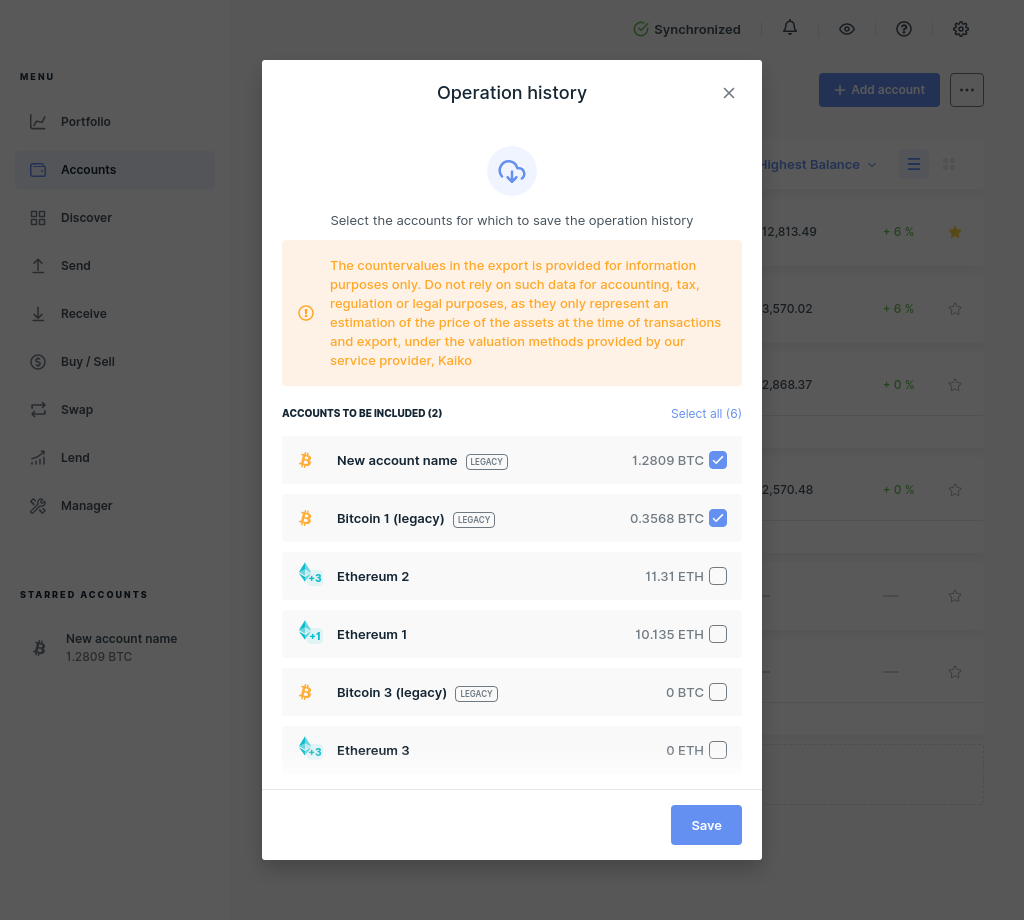 Synchronized
MENU
Portfolio
Accounts
Discover
Send
Receive
Buy / Sell
Swap
Lend
Manager
STARRED ACCOUNTS
New account name
1.2809 BTC
+ Add account
Highest Balance
12,813.49 + 6 %
3,570.02 + 6 %
2,868.37 + 0 %
2,570.48 + 0 %
Operation history
Select the accounts for which to save the operation history
The countervalues in the export is provided for information
purposes only. Do not rely on such data for accounting, tax,
regulation or legal purposes, as they only represent an
estimation of the price of the assets at the time of transactions
and export, under the valuation methods provided by our
service provider, Kaiko
ACCOUNTS TO BE INCLUDED (2) Select all (6)
New account name LEGACY 1.2809 BTC
Bitcoin 1 (legacy) LEGACY 0.3568 BTC
+3 Ethereum 2 11.31 ETH
+1 Ethereum 1 10.135 ETH
Bitcoin 3 (legacy) LEGACY 0 BTC
+3 Ethereum 3 0 ETH
Save